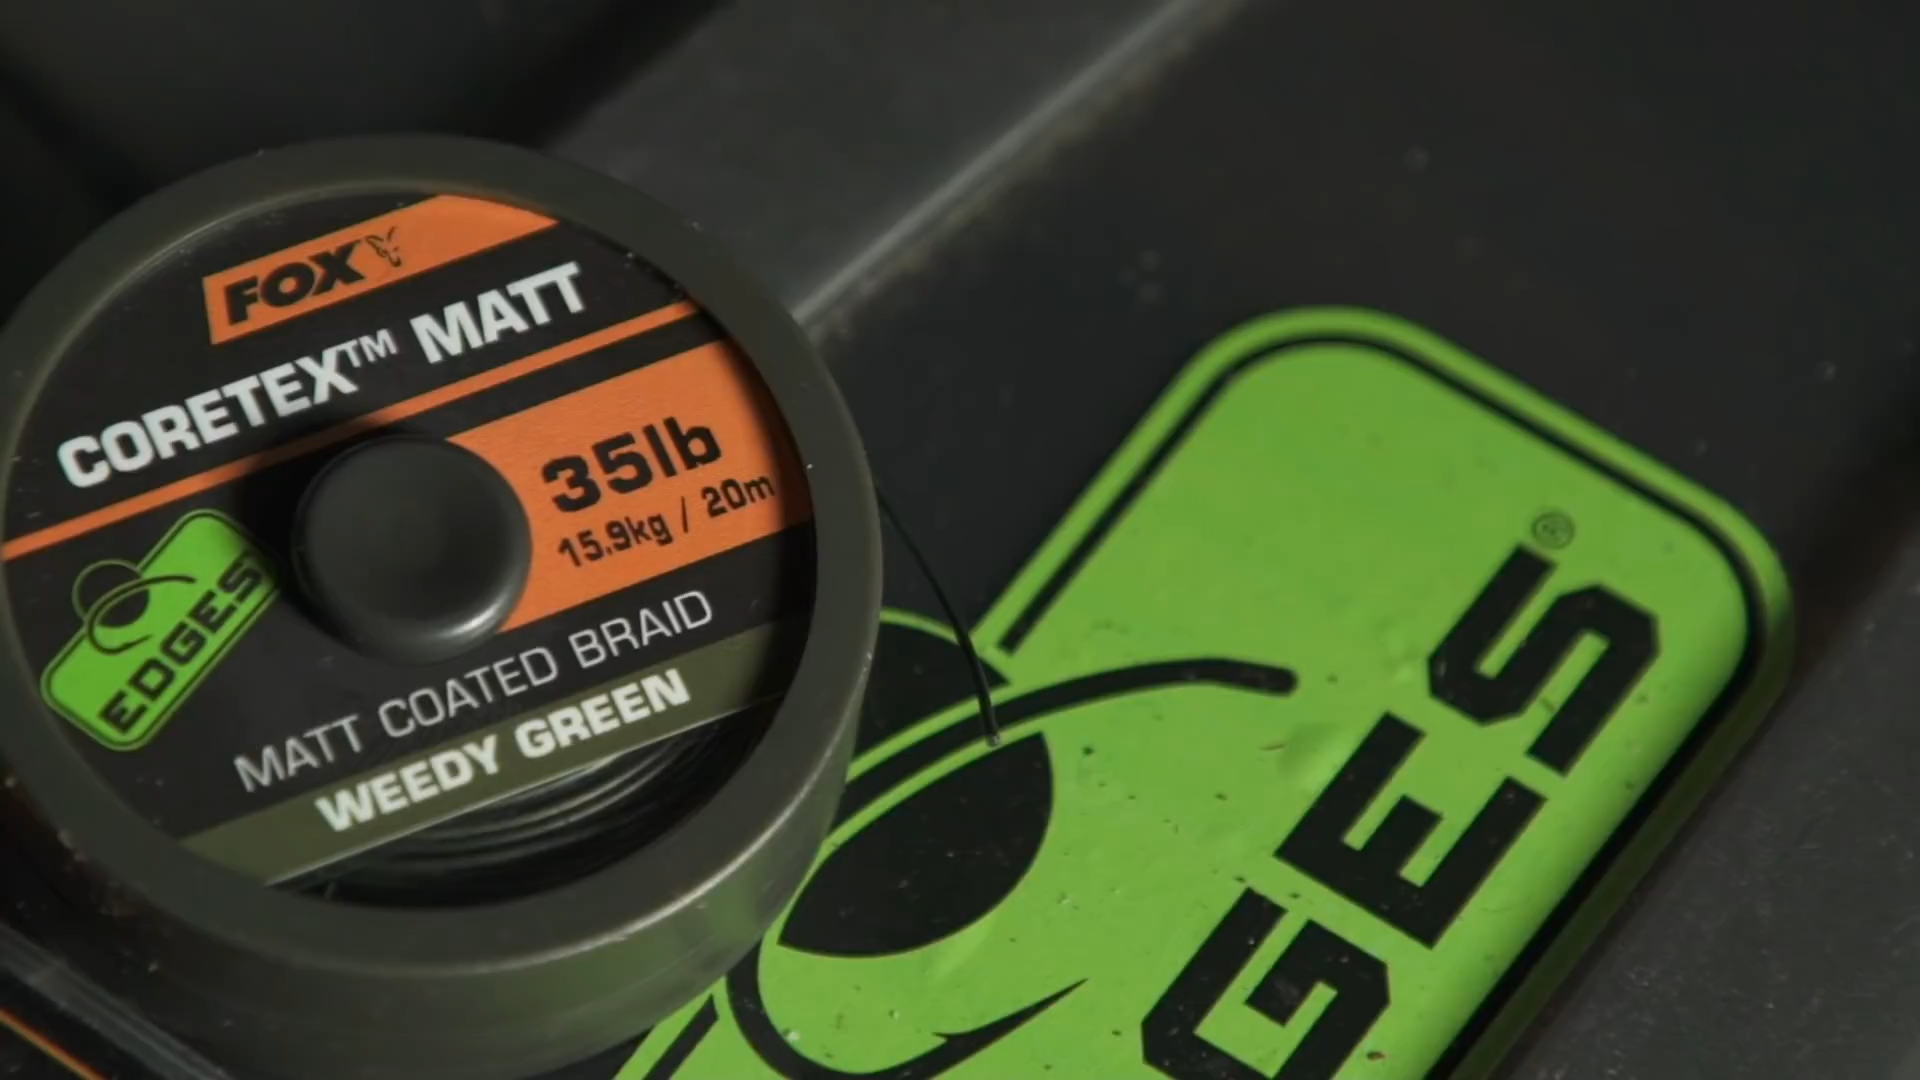 FOX
CORETEX™ MATT
35lb
15.9kg / 20m
EDGES
MATT COATED BRAID
WEEDY GREEN
GES®